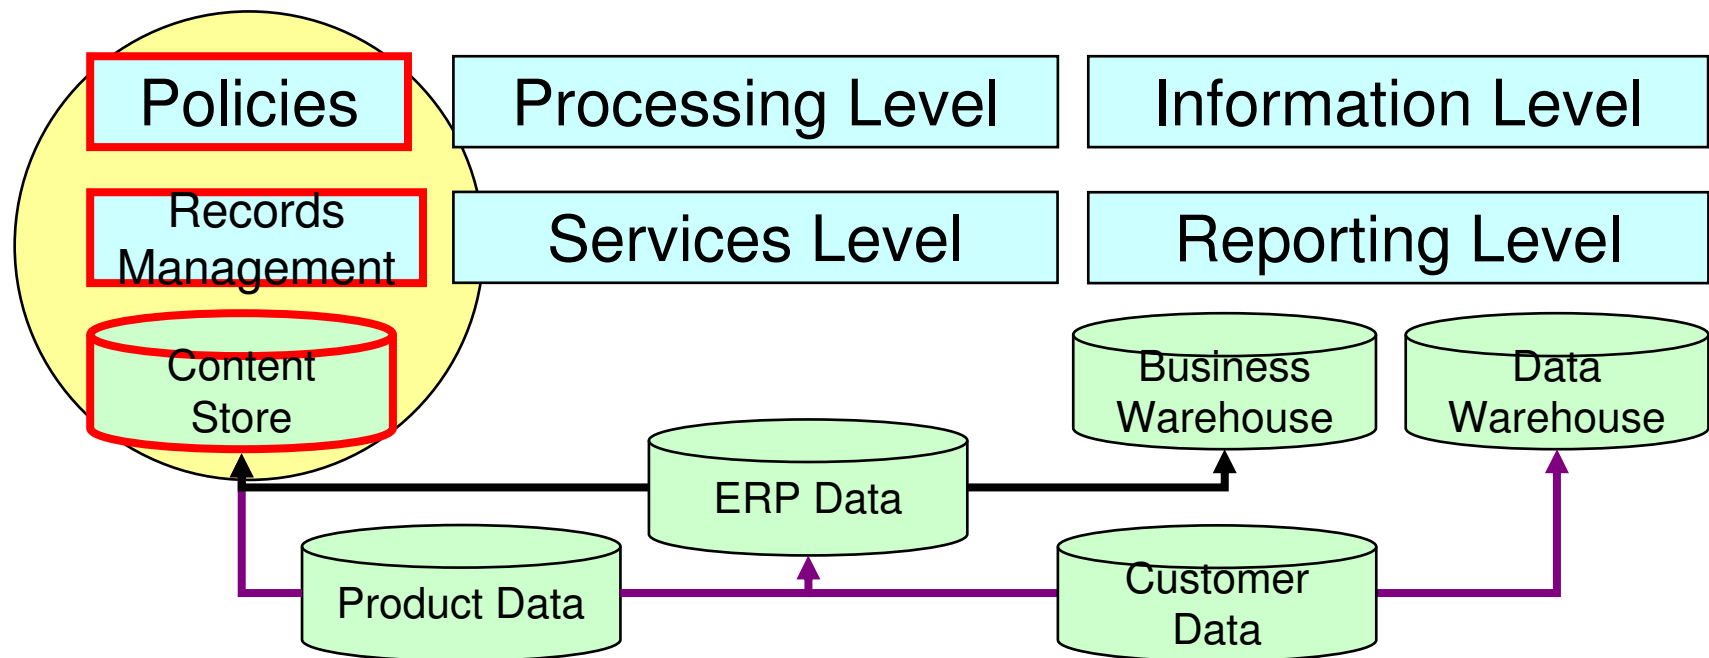 Policies
Processing Level
Information Level
Records
Management
Services Level
Reporting Level
Content
Store
Business
Warehouse
Data
Warehouse
ERP Data
Product Data
Customer
Data